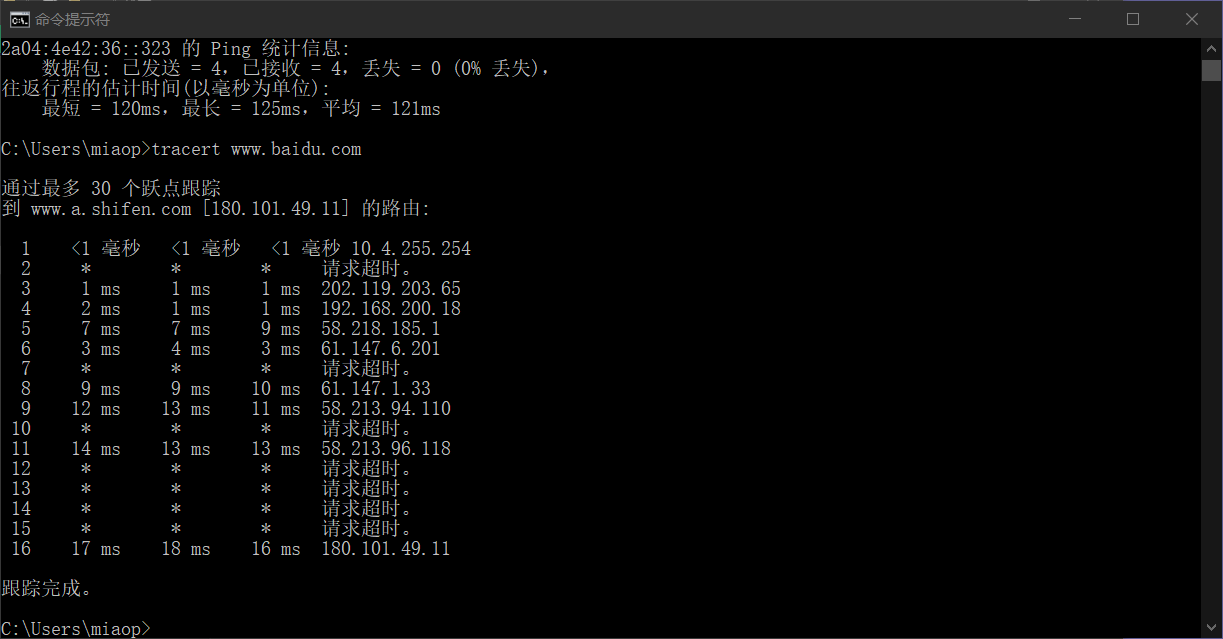 命令提示符
2a04:4e42:36::323 的 Ping 统计信息:
    数据包: 已发送 = 4，已接收 = 4，丢失 = 0 (0% 丢失)，
往返行程的估计时间(以毫秒为单位):
    最短 = 120ms，最长 = 125ms，平均 = 121ms
C:\Users\miaop>tracert www.baidu.com
通过最多 30 个跃点跟踪
到 www.a.shifen.com [180.101.49.11] 的路由:
  1    <1 毫秒   <1 毫秒   <1 毫秒 10.4.255.254
  2     *        *        *     请求超时。
  3     1 ms     1 ms     1 ms  202.119.203.65
  4     2 ms     1 ms     1 ms  192.168.200.18
  5     7 ms     7 ms     9 ms  58.218.185.1
  6     3 ms     4 ms     3 ms  61.147.6.201
  7     *        *        *     请求超时。
  8     9 ms     9 ms    10 ms  61.147.1.33
  9    12 ms    13 ms    11 ms  58.213.94.110
 10     *        *        *     请求超时。
 11    14 ms    13 ms    13 ms  58.213.96.118
 12     *        *        *     请求超时。
 13     *        *        *     请求超时。
 14     *        *        *     请求超时。
 15     *        *        *     请求超时。
 16    17 ms    18 ms    16 ms  180.101.49.11
跟踪完成。
C:\Users\miaop>